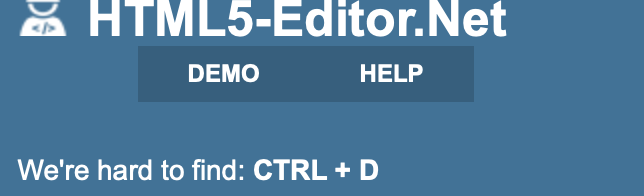 HTML5-Editor.Net
DEMO HELP
We're hard to find: CTRL + D